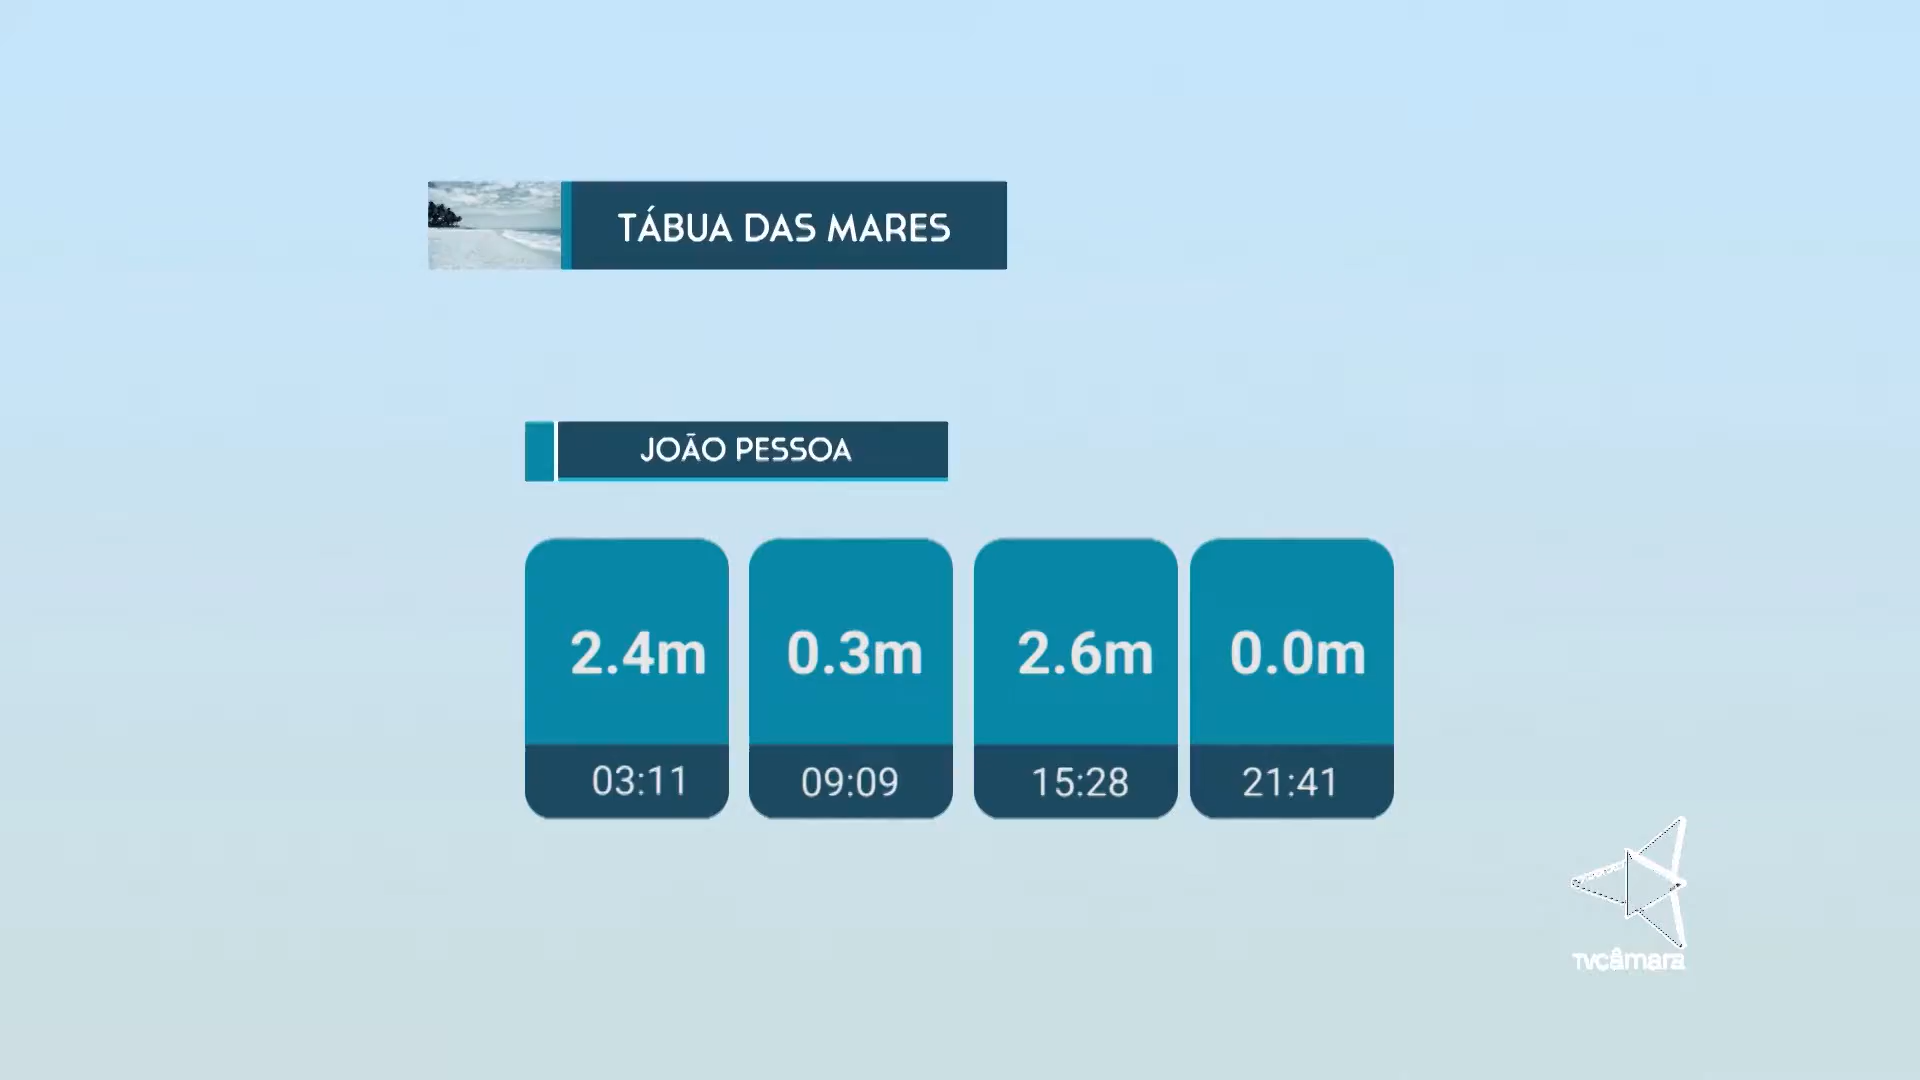 TÁBUA DAS MARES
JOÃO PESSOA
2.4m 0.3m 2.6m 0.0m
03:11 09:09 15:28 21:41
TVCâmara